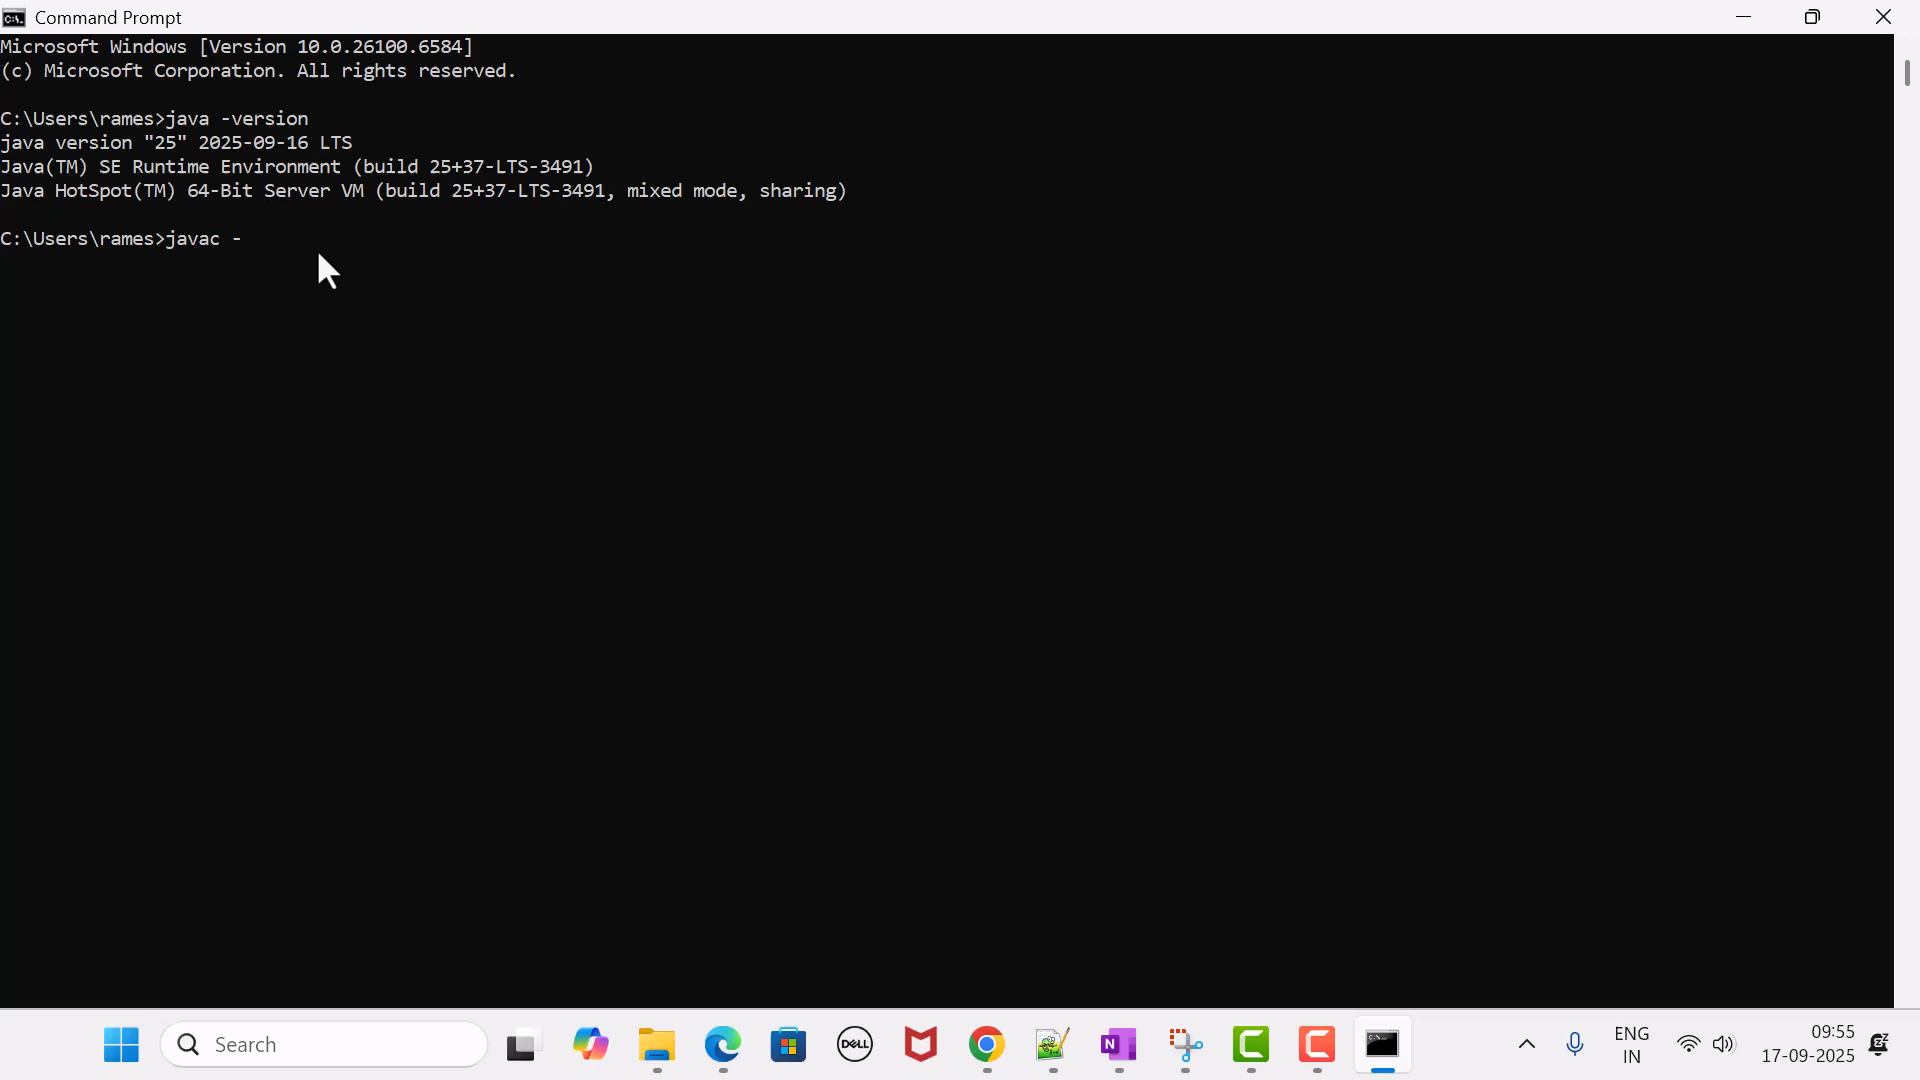 Command Prompt
Microsoft Windows [Version 10.0.26100.6584]
(c) Microsoft Corporation. All rights reserved.
C:\Users\rames>java -version
java version "25" 2025-09-16 LTS
Java(TM) SE Runtime Environment (build 25+37-LTS-3491)
Java HotSpot(TM) 64-Bit Server VM (build 25+37-LTS-3491, mixed mode, sharing)
C:\Users\rames>javac -
Search
DELL
N
ENG
IN
09:55
17-09-2025